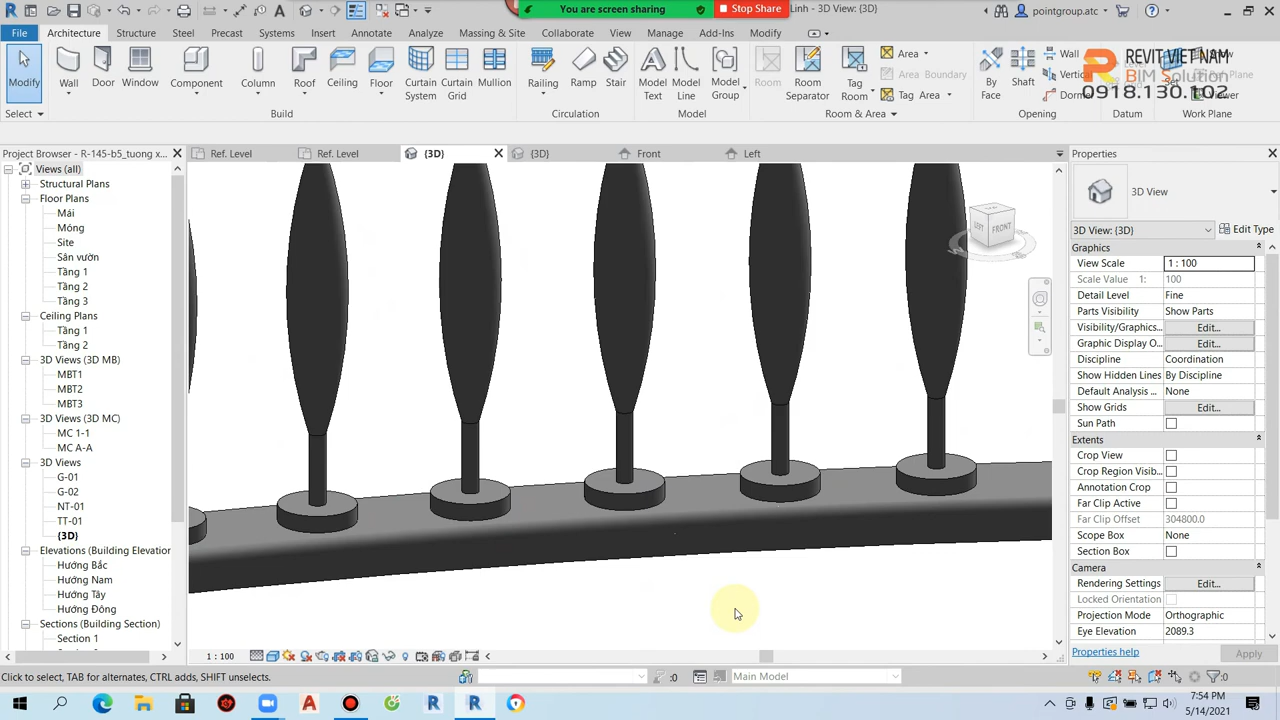 You are screen sharing
Stop Share
Linh - 3D View: {3D}
pointgroup.atc
File Architecture Structure Steel Precast Systems Insert Annotate Analyze Massing & Site Collaborate View Manage Add-Ins Modify
Modify Wall Door Window Component Column Roof Ceiling Floor Curtain System Curtain Grid Mullion Railing Ramp Stair Model Text Model Line Model Group Room Room Separator Tag Room
Area
Area Boundary
Tag Area
By Face Shaft
Wall
Vertical
Dormer
Viewer
REVIT VIET NAM
BIM Solution
0918.130.102
Select Build Circulation Model Room & Area Opening Datum Work Plane
Project Browser - R-145-b5_tuong x...
Ref. Level Ref. Level {3D} {3D} Front Left
Properties
Views (all)
Structural Plans
Floor Plans
Mái
Móng
Site
Sân vườn
Tầng 1
Tầng 2
Tầng 3
Ceiling Plans
Tầng 1
Tầng 2
3D Views (3D MB)
MBT1
MBT2
3D Views (3D MC)
MC 1-1
MC A-A
3D Views
G-01
G-02
NT-01
TT-01
{3D}
Elevations (Building Elevation
Hướng Bắc
Hướng Nam
Hướng Tây
Hướng Đông
Sections (Building Section)
Section 1
LEFT FRONT
3D View
3D View: {3D} Edit Type
Graphics
View Scale 1 : 100
Scale Value 1: 100
Detail Level Fine
Parts Visibility Show Parts
Visibility/Graphics... Edit...
Graphic Display O... Edit...
Discipline Coordination
Show Hidden Lines By Discipline
Default Analysis ... None
Show Grids Edit...
Sun Path
Extents
Crop View
Crop Region Visib...
Annotation Crop
Far Clip Active
Far Clip Offset 304800.0
Scope Box None
Section Box
Camera
Rendering Settings Edit...
Locked Orientation
Projection Mode Orthographic
Eye Elevation 2089.3
Properties help Apply
1 : 100
Click to select, TAB for alternates, CTRL adds, SHIFT unselects.
:0
Main Model
:0
7:54 PM
5/14/2021